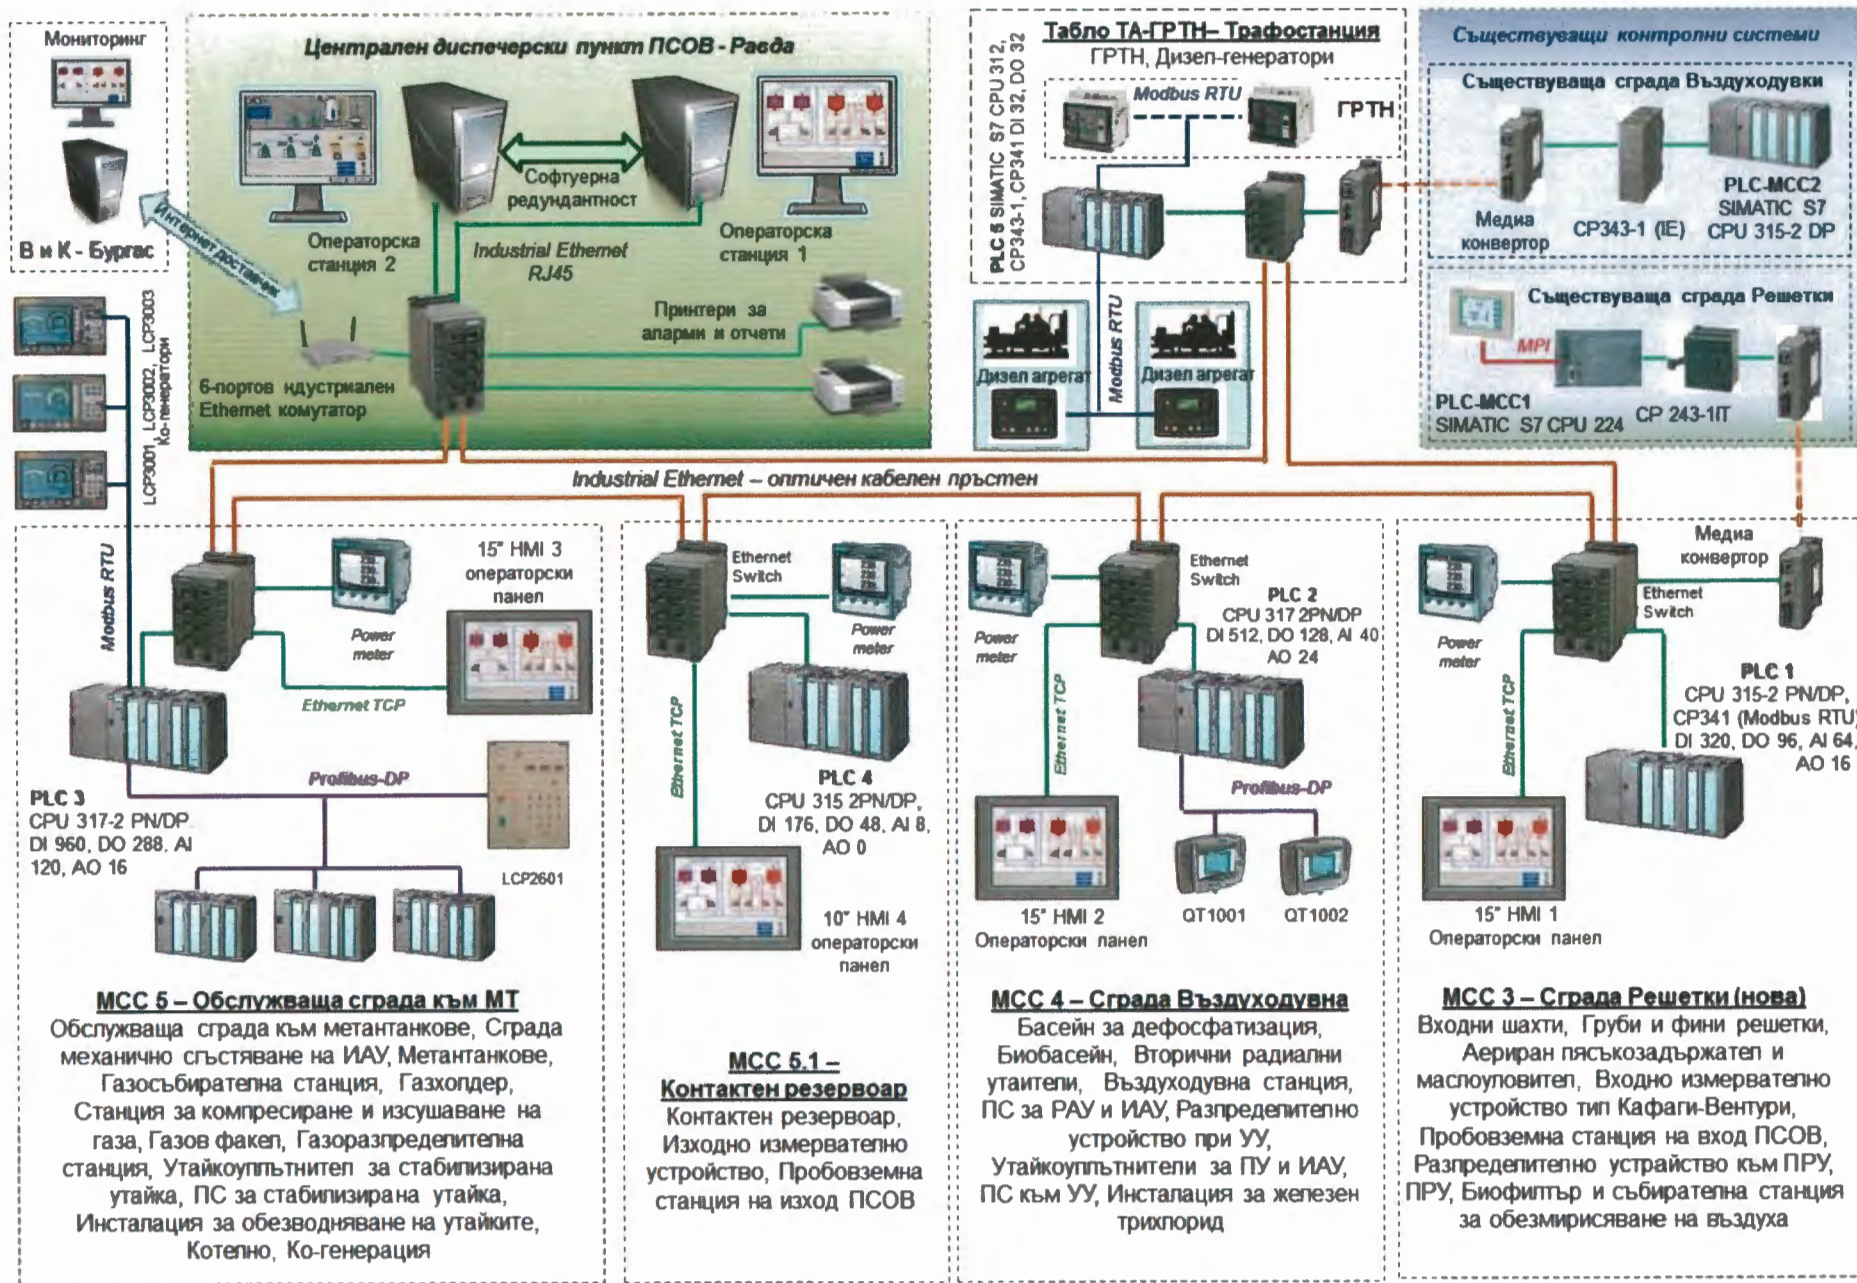 Мониторинг
В и К - Бургас
Интернет доставчик
Централен диспечерски пункт ПСОВ - Равда
Софтуерна
редундантност
Операторска
станция 2
Industrial Ethernet
RJ45
Операторска
станция 1
Принтери за
аларми и отчети
6-портов ндустриален
Ethernet комутатор
LCP3001, LCP3002, LCP3003
Ко-генератори
PLC 5 SIMATIC S7 CPU 312,
CP343-1, CP341 DI 32, DO 32
Табло ТА-ГРТН– Трафостанция
ГРТН, Дизел-генератори
Modbus RTU
ГРТН
Modbus RTU
Дизел агрегат
Дизел агрегат
Съществуващи контролни системи
Съществуваща сграда Въздуходувки
Медиа
конвертор
CP343-1 (IE)
PLC-MCC2
SIMATIC S7
CPU 315-2 DP
Съществуваща сграда Решетки
MPI
PLC-MCC1
SIMATIC S7 CPU 224
CP 243-1IT
Industrial Ethernet – оптичен кабелен пръстен
Modbus RTU
15" HMI 3
операторски
панел
Power
meter
Ethernet TCP
Profibus-DP
PLC 3
CPU 317-2 PN/DP.
DI 960, DO 288. AI
120, AO 16
LCP2601
MCC 5 – Обслужваща сграда към МТ
Обслужваща сграда към метантанкове, Сграда
механично сгъстяване на ИАУ, Метантанкове,
Газосъбирателна станция, Газхолдер,
Станция за компресиране и изсушаване на
газа, Газов факел, Газоразпределителна
станция, Утайкоуплътнител за стабилизирана
утайка, ПС за стабилизирана утайка,
Инсталация за обезводняване на утайките,
Котелно, Ко-генерация
Ethernet
Switch
Power
meter
Ethernet TCP
PLC 4
CPU 315 2PN/DP,
DI 176, DO 48, AI 8,
AO 0
10" HMI 4
операторски
панел
MCC 5.1 –
Контактен резервоар
Контактен резервоар,
Изходно измервателно
устройство, Пробовземна
станция на изход ПСОВ
Power
meter
Ethernet
Switch
PLC 2
CPU 317 2PN/DP
DI 512, DO 128, AI 40
AO 24
Ethernet TCP
Profibus-DP
15" HMI 2
Операторски панел
QT1001
QT1002
MCC 4 – Сграда Въздуходувна
Басейн за дефосфатизация,
Биобасейн, Вторични радиални
утаители, Въздуходувна станция,
ПС за РАУ и ИАУ, Разпределително
устройство при УУ,
Утайкоуплътнители за ПУ и ИАУ,
ПС към УУ, Инсталация за железен
трихлорид
Медиа
конвертор
Power
meter
Ethernet
Switch
Ethernet TCP
PLC 1
CPU 315-2 PN/DP,
CP341 (Modbus RTU)
DI 320, DO 96, AI 64,
AO 16
15" HMI 1
Операторски панел
MCC 3 – Сграда Решетки (нова)
Входни шахти, Груби и фини решетки,
Аериран пясъкозадържател и
маслоуловител, Входно измервателно
устройство тип Кафаги-Вентури,
Пробовземна станция на вход ПСОВ,
Разпределително устрайство към ПРУ,
ПРУ, Биофилтър и събирателна станция
за обезмирисяване на въздуха